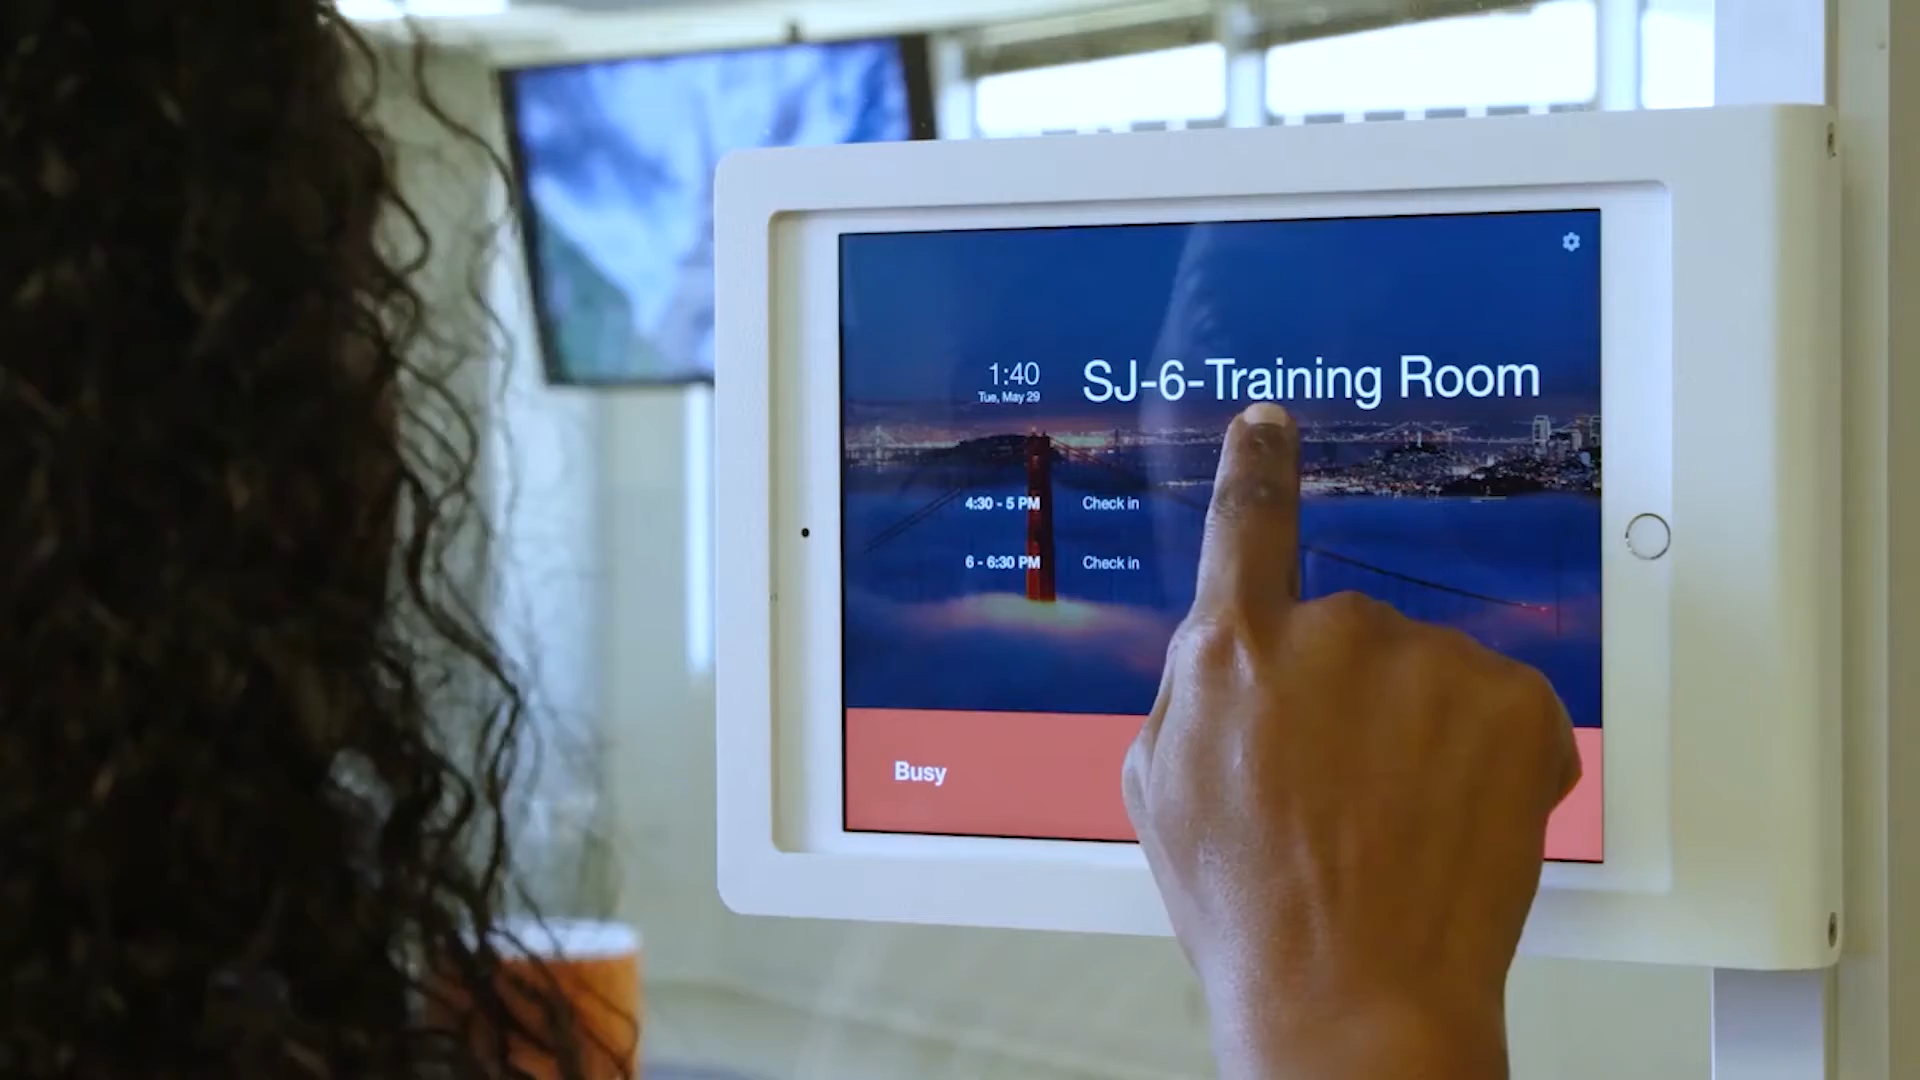 1:40
Tue, May 29
SJ-6-Training Room
4:30 - 5 PM
Check in
6 - 6:30 PM
Check in
Busy